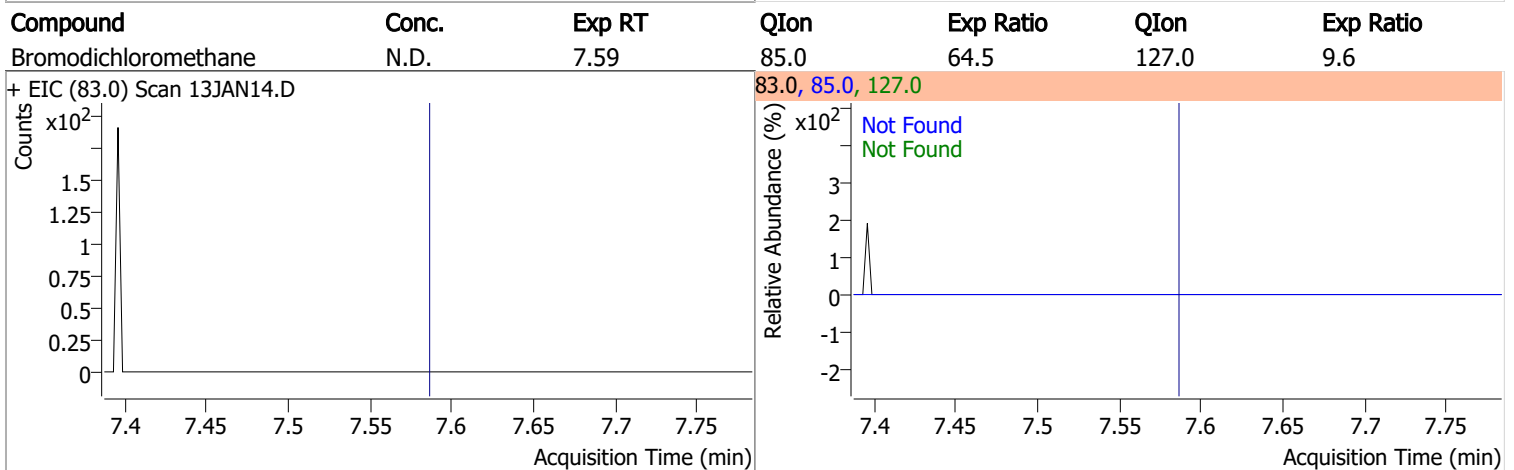 Compound Conc. Exp RT QIon Exp Ratio QIon Exp Ratio
Bromodichloromethane N.D. 7.59 85.0 64.5 127.0 9.6
+ EIC (83.0) Scan 13JAN14.D
Counts
x10²
1.5
1.25
1
0.75
0.5
0.25
0
7.4 7.45 7.5 7.55 7.6 7.65 7.7 7.75
Acquisition Time (min)
83.0, 85.0, 127.0
Relative Abundance (%)
x10²
Not Found
Not Found
3
2
1
0
-1
-2
7.4 7.45 7.5 7.55 7.6 7.65 7.7 7.75
Acquisition Time (min)